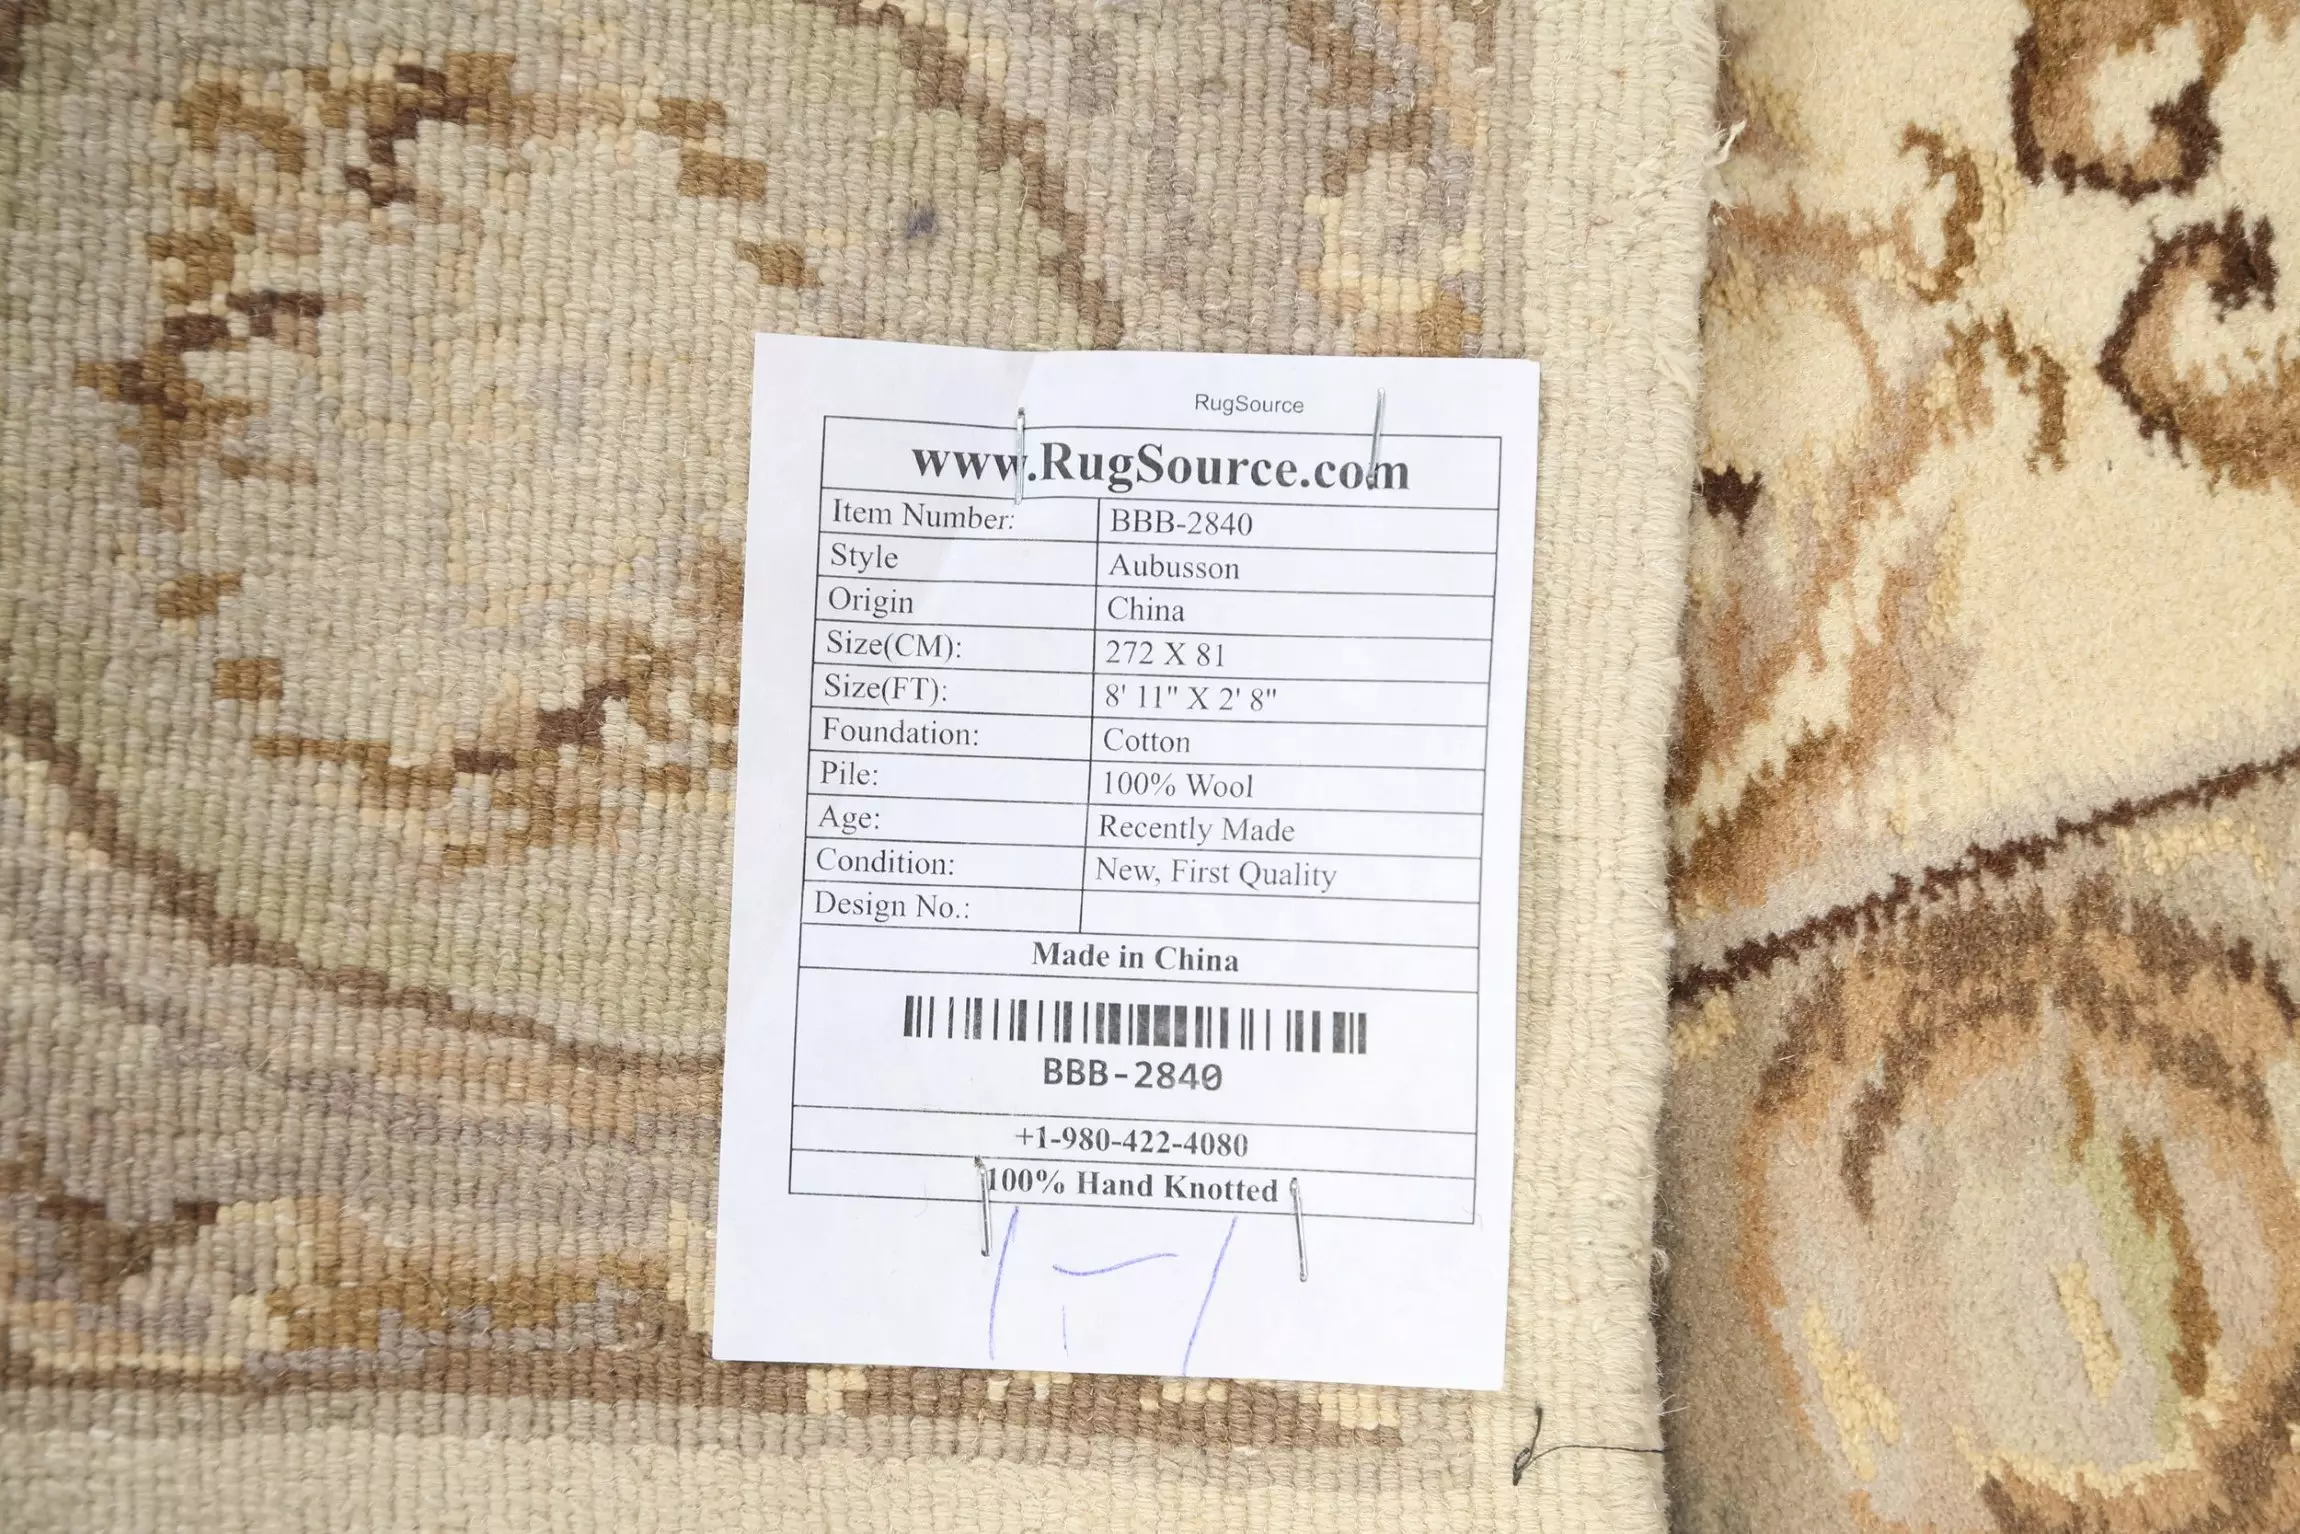 RugSource
www.RugSource.com
Item Number: BBB-2840
Style Aubusson
Origin China
Size(CM): 272 X 81
Size(FT): 8' 11" X 2' 8"
Foundation: Cotton
Pile: 100% Wool
Age: Recently Made
Condition: New, First Quality
Design No.:
Made in China
BBB-2840
+1-980-422-4080
100% Hand Knotted